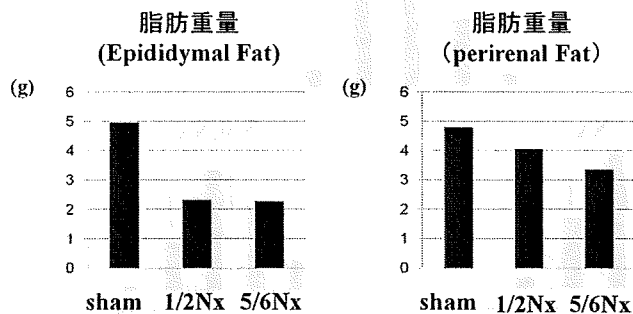 脂肪重量
(Epididymal Fat)
(g)
6
5
4
3
2
1
0
sham 1/2Nx 5/6Nx
脂肪重量
(perirenal Fat)
(g)
6
5
4
3
2
1
0
sham 1/2Nx 5/6Nx